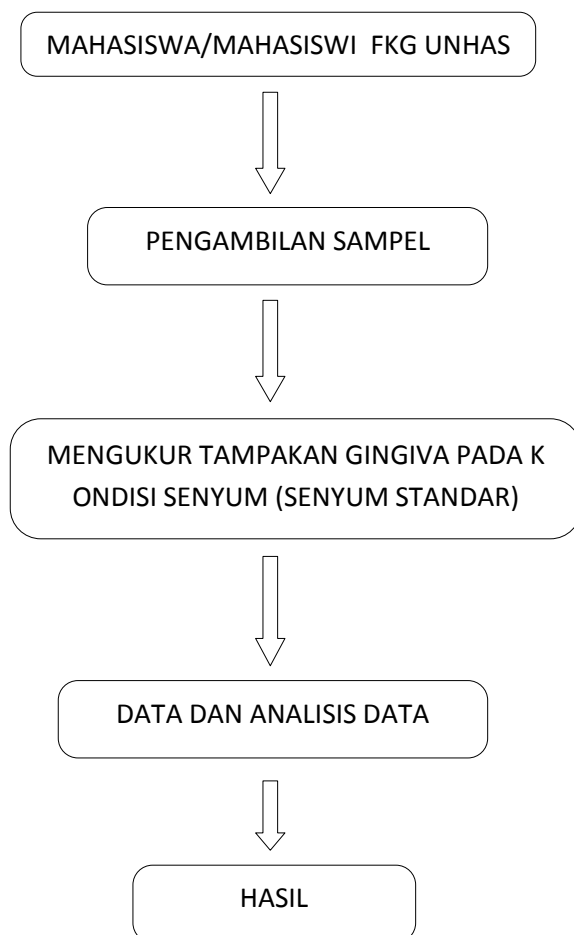 MAHASISWA/MAHASISWI FKG UNHAS
PENGAMBILAN SAMPEL
MENGUKUR TAMPAKAN GINGIVA PADA K
ONDISI SENYUM (SENYUM STANDAR)
DATA DAN ANALISIS DATA
HASIL